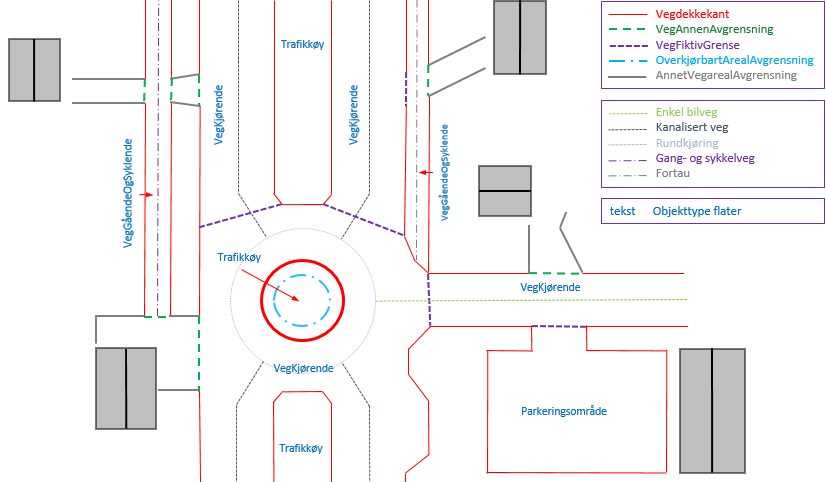 Vegdekkekant
VegAnnenAvgrensning
VegFiktivGrense
OverkjørbartArealAvgrensning
AnnetVegarealAvgrensning
Enkel bilveg
Kanalisert veg
Rundkjøring
Gang- og sykkelveg
Fortau
tekst Objekttype flater
Trafikkøy
VegKjørende
VegKjørende
VegGåendeOgSyklende
VegGåendeOgSyklende
Trafikkøy
VegKjørende
VegKjørende
Parkeringsområde
Trafikkøy